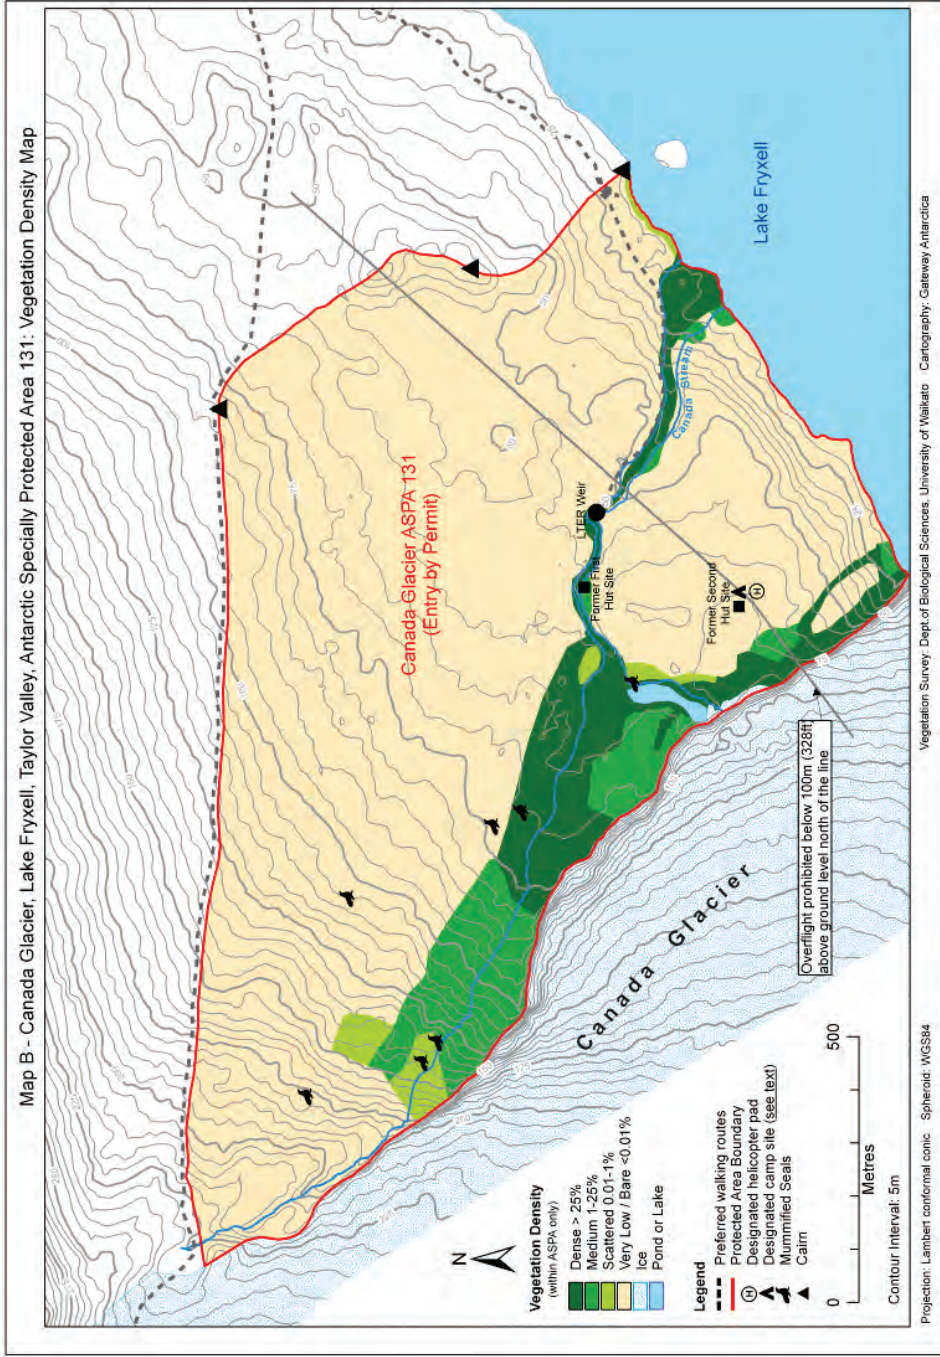 Map B - Canada Glacier, Lake Fryxell, Taylor Valley, Antarctic Specially Protected Area 131: Vegetation Density Map
Canada Glacier ASPA 131
(Entry by Permit)
Lake Fryxell
Canada Stream
LTER Weir
Former First
Hut Site
Former Second
Hut Site
H
Canada Glacier
Overflight prohibited below 100m (328ft)
above ground level north of the line
N
Vegetation Density
(within ASPA only)
Dense > 25%
Medium 1-25%
Scattered 0.01-1%
Very Low / Bare <0.01%
Ice
Pond or Lake
Legend
Preferred walking routes
Protected Area Boundary
H
Designated helicopter pad
Designated camp site (see text)
Mummified Seals
Cairn
0
500
Metres
Contour Interval: 5m
Projection: Lambert conformal conic Spheroid: WGS84
Vegetation Survey: Dept.of Biological Sciences, University of Waikato Cartography: Gateway Antarctica